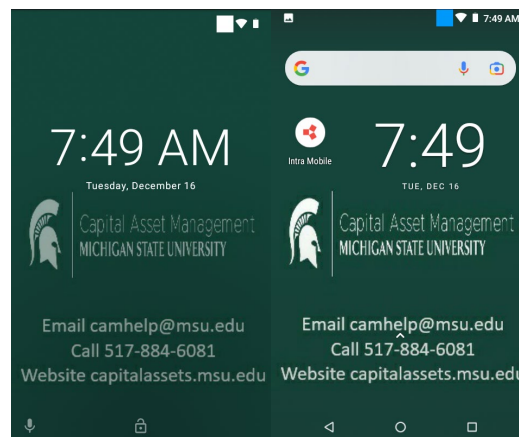 7:49 AM
Tuesday, December 16
Capital Asset Management
MICHIGAN STATE UNIVERSITY
Email camhelp@msu.edu
Call 517-884-6081
Website capitalassets.msu.edu
7:49 AM
G
Intra Mobile
7:49
TUE, DEC 16
Capital Asset Management
MICHIGAN STATE UNIVERSITY
Email camhelp@msu.edu
Call 517-884-6081
Website capitalassets.msu.edu